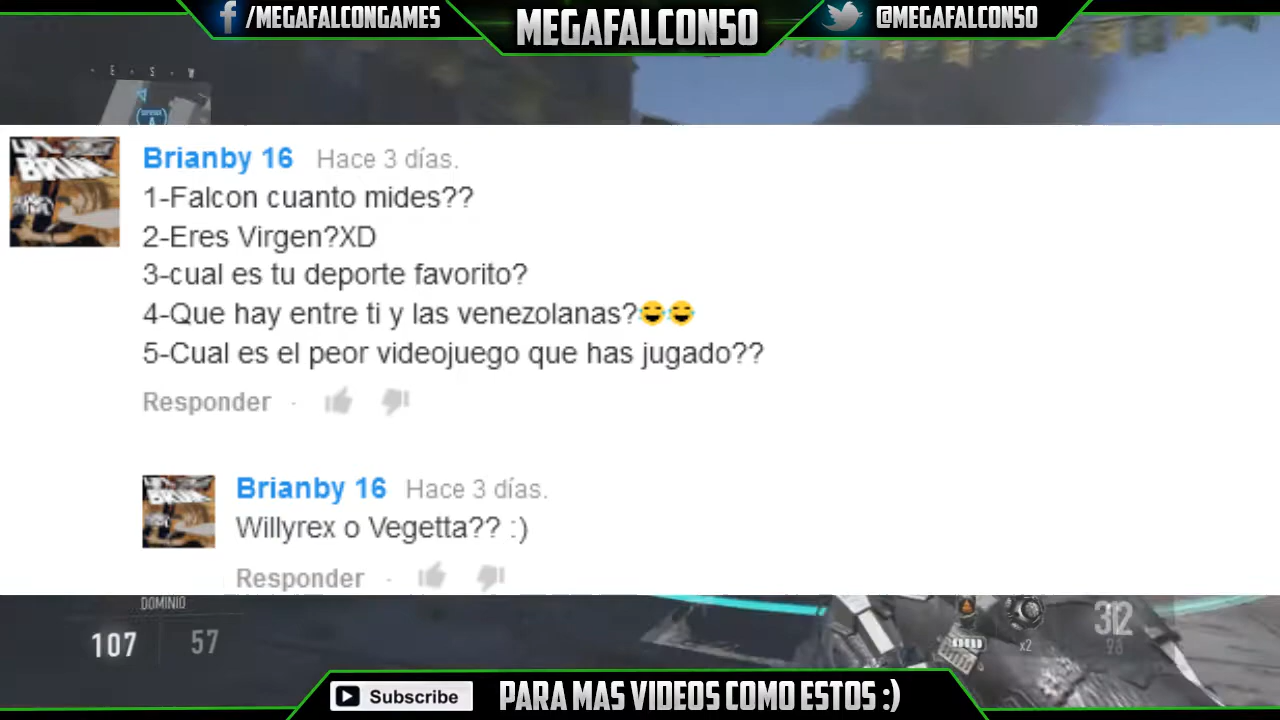 /MEGAFALCONGAMES
MEGAFALCON50
@MEGAFALCON50
E S W
Brianby 16 Hace 3 días.
1-Falcon cuanto mides??
2-Eres Virgen?XD
3-cual es tu deporte favorito?
4-Que hay entre ti y las venezolanas?😂😂
5-Cual es el peor videojuego que has jugado??
Responder ·
Brianby 16 Hace 3 días.
Willyrex o Vegetta?? :)
Responder ·
DOMINIO
107 57
x2
Subscribe
PARA MAS VIDEOS COMO ESTOS :)